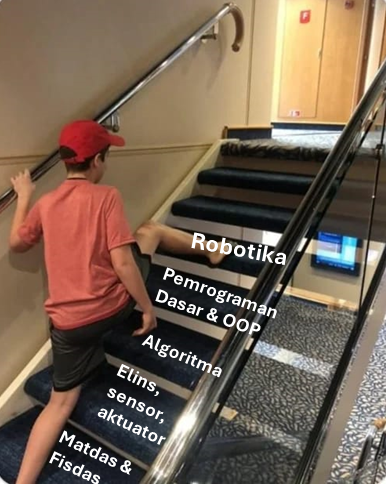 Robotika
Pemrograman
Dasar & OOP
Algoritma
Elins,
sensor,
aktuator
Matdas &
Fisdas